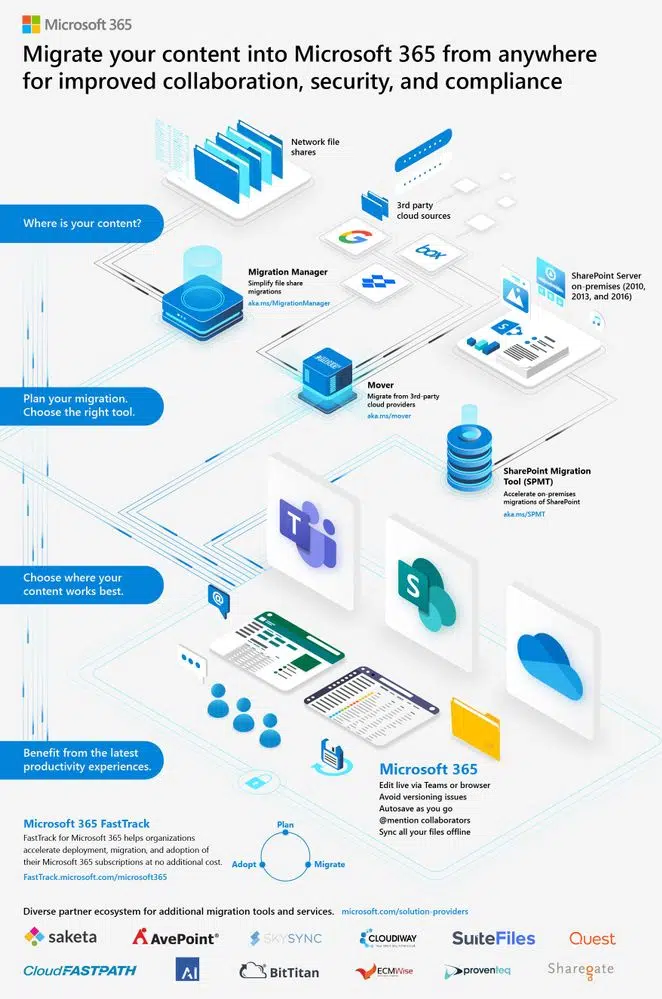 Microsoft 365
Migrate your content into Microsoft 365 from anywhere
for improved collaboration, security, and compliance
Network file
shares
3rd party
cloud sources
Where is your content?
G
box
Migration Manager
Simplify file share
migrations
aka.ms/MigrationManager
SharePoint Server
on-premises (2010,
2013, and 2016)
S
Mover
Migrate from 3rd-party
cloud providers
aka.ms/mover
Plan your migration.
Choose the right tool.
SharePoint Migration
Tool (SPMT)
Accelerate on-premises
migrations of SharePoint
aka.ms/SPMT
T
S
Choose where your
content works best.
@
Benefit from the latest
productivity experiences.
Microsoft 365
Edit live via Teams or browser
Avoid versioning issues
Autosave as you go
@mention collaborators
Sync all your files offline
Microsoft 365 FastTrack
FastTrack for Microsoft 365 helps organizations
accelerate deployment, migration, and adoption of
their Microsoft 365 subscriptions at no additional cost.
FastTrack.microsoft.com/microsoft365
Plan
Adopt
Migrate
Diverse partner ecosystem for additional migration tools and services. microsoft.com/solution-providers
saketa
AvePoint®
SKYSYNC
CLOUDIWAY
SuiteFiles
Quest
CloudFASTPATH
AI
BitTitan
ECMWise
proventeq
Sharegate